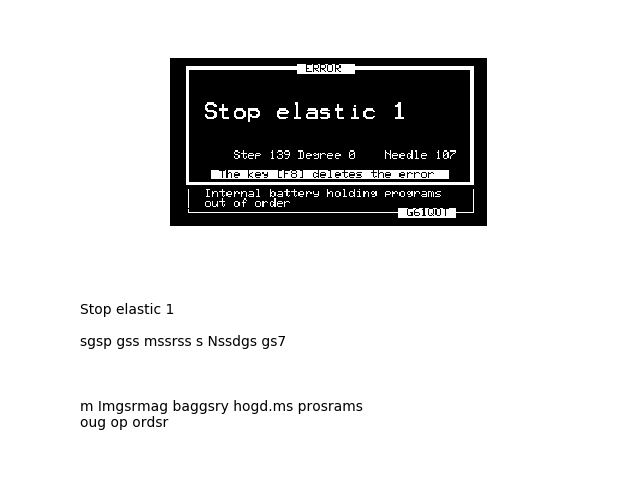 ERROR
Stop elastic 1
Step 139 Degree 0 Needle 107
The key [F8] deletes the error
Internal battery holding programs
out of order
G61Q0T
Stop elastic 1
sgsp gss mssrss s Nssdgs gs7
m Imgsrmag baggsry hogd.ms prosrams
oug op ordsr